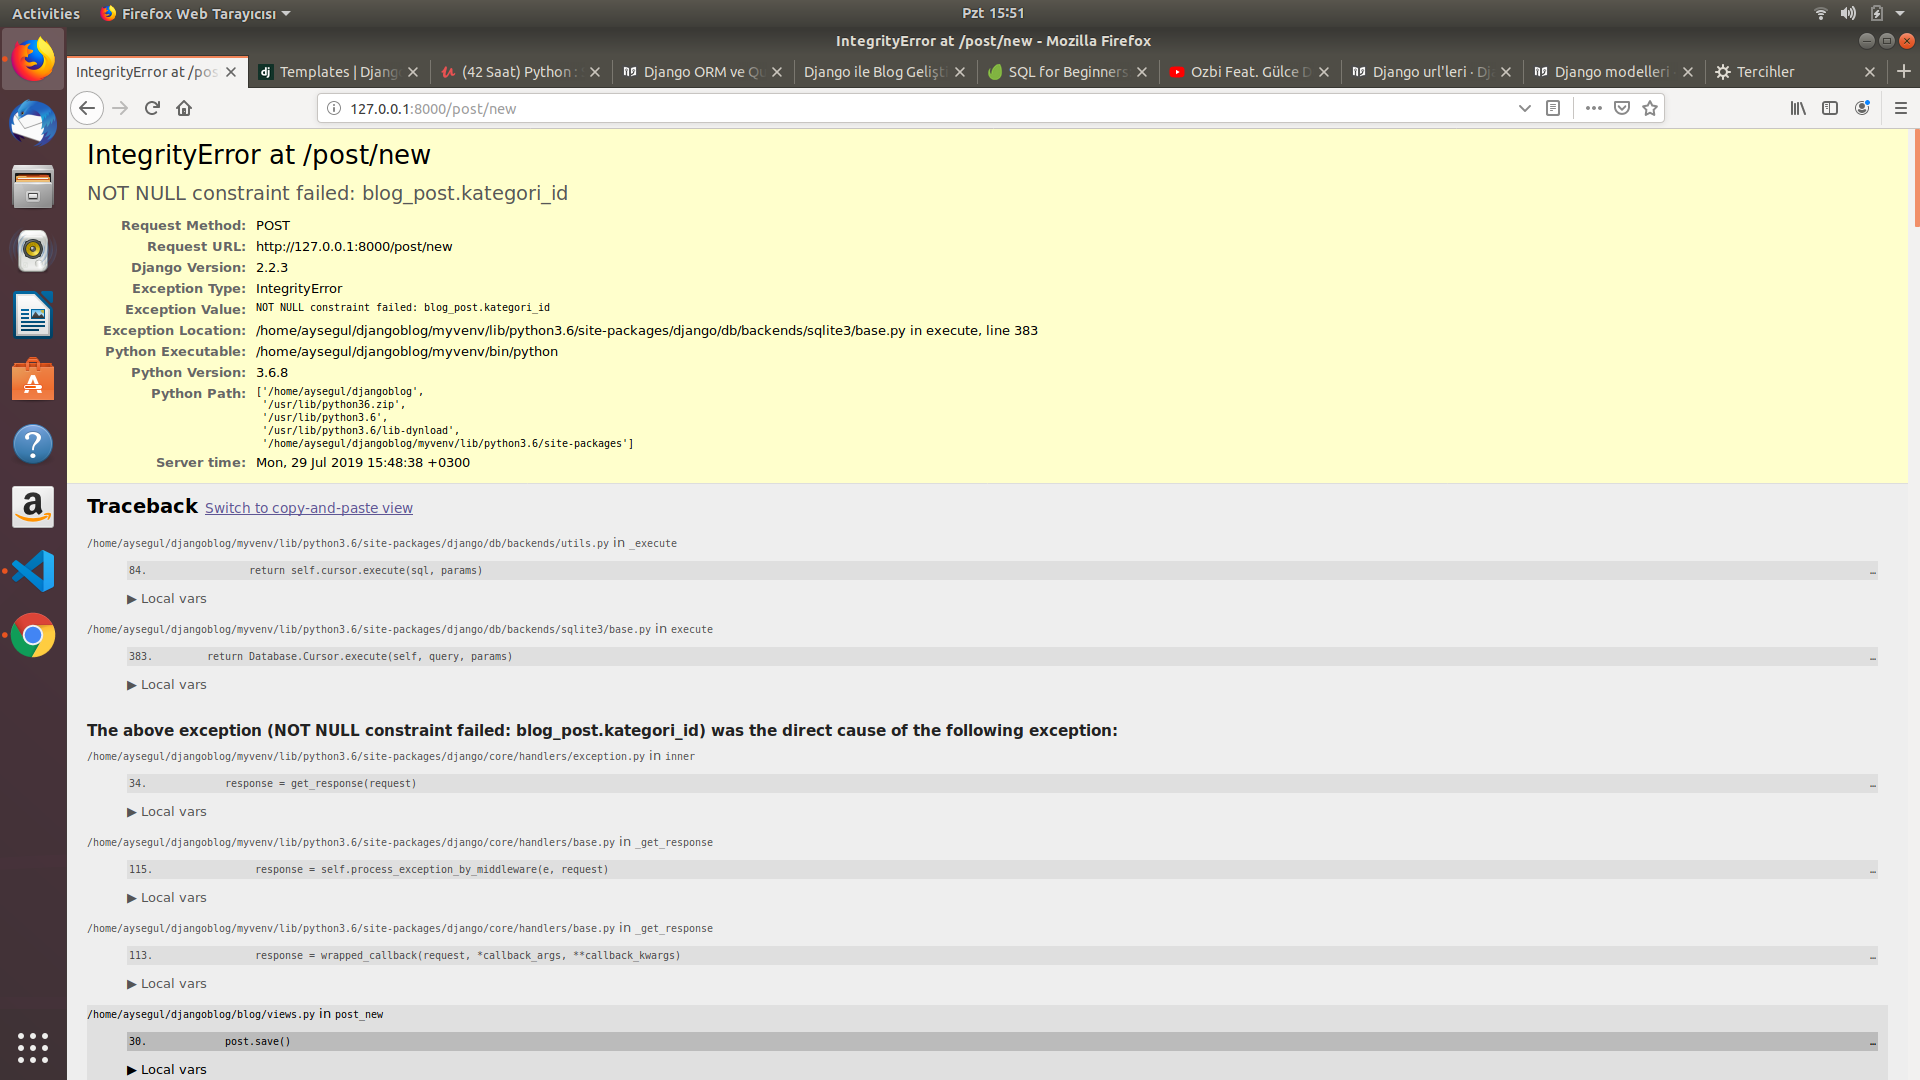 Activities
Firefox Web Tarayıcısı
Pzt 15:51
IntegrityError at /post/new - Mozilla Firefox
IntegrityError at /pos
Templates | Djang
(42 Saat) Python :
Django ORM ve Qu
Django ile Blog Gelişt
SQL for Beginners
Ozbi Feat. Gülce D
Django url'leri · Dj
Django modelleri ·
Tercihler
127.0.0.1:8000/post/new
IntegrityError at /post/new
NOT NULL constraint failed: blog_post.kategori_id
Request Method: POST
Request URL: http://127.0.0.1:8000/post/new
Django Version: 2.2.3
Exception Type: IntegrityError
Exception Value: NOT NULL constraint failed: blog_post.kategori_id
Exception Location: /home/aysegul/djangoblog/myvenv/lib/python3.6/site-packages/django/db/backends/sqlite3/base.py in execute, line 383
Python Executable: /home/aysegul/djangoblog/myvenv/bin/python
Python Version: 3.6.8
Python Path: ['/home/aysegul/djangoblog',
'/usr/lib/python36.zip',
'/usr/lib/python3.6',
'/usr/lib/python3.6/lib-dynload',
'/home/aysegul/djangoblog/myvenv/lib/python3.6/site-packages']
Server time: Mon, 29 Jul 2019 15:48:38 +0300
Traceback Switch to copy-and-paste view
/home/aysegul/djangoblog/myvenv/lib/python3.6/site-packages/django/db/backends/utils.py in _execute
84. return self.cursor.execute(sql, params) …
▶ Local vars
/home/aysegul/djangoblog/myvenv/lib/python3.6/site-packages/django/db/backends/sqlite3/base.py in execute
383. return Database.Cursor.execute(self, query, params) …
▶ Local vars
The above exception (NOT NULL constraint failed: blog_post.kategori_id) was the direct cause of the following exception:
/home/aysegul/djangoblog/myvenv/lib/python3.6/site-packages/django/core/handlers/exception.py in inner
34. response = get_response(request) …
▶ Local vars
/home/aysegul/djangoblog/myvenv/lib/python3.6/site-packages/django/core/handlers/base.py in _get_response
115. response = self.process_exception_by_middleware(e, request) …
▶ Local vars
/home/aysegul/djangoblog/myvenv/lib/python3.6/site-packages/django/core/handlers/base.py in _get_response
113. response = wrapped_callback(request, *callback_args, **callback_kwargs) …
▶ Local vars
/home/aysegul/djangoblog/blog/views.py in post_new
30. post.save() …
▶ Local vars